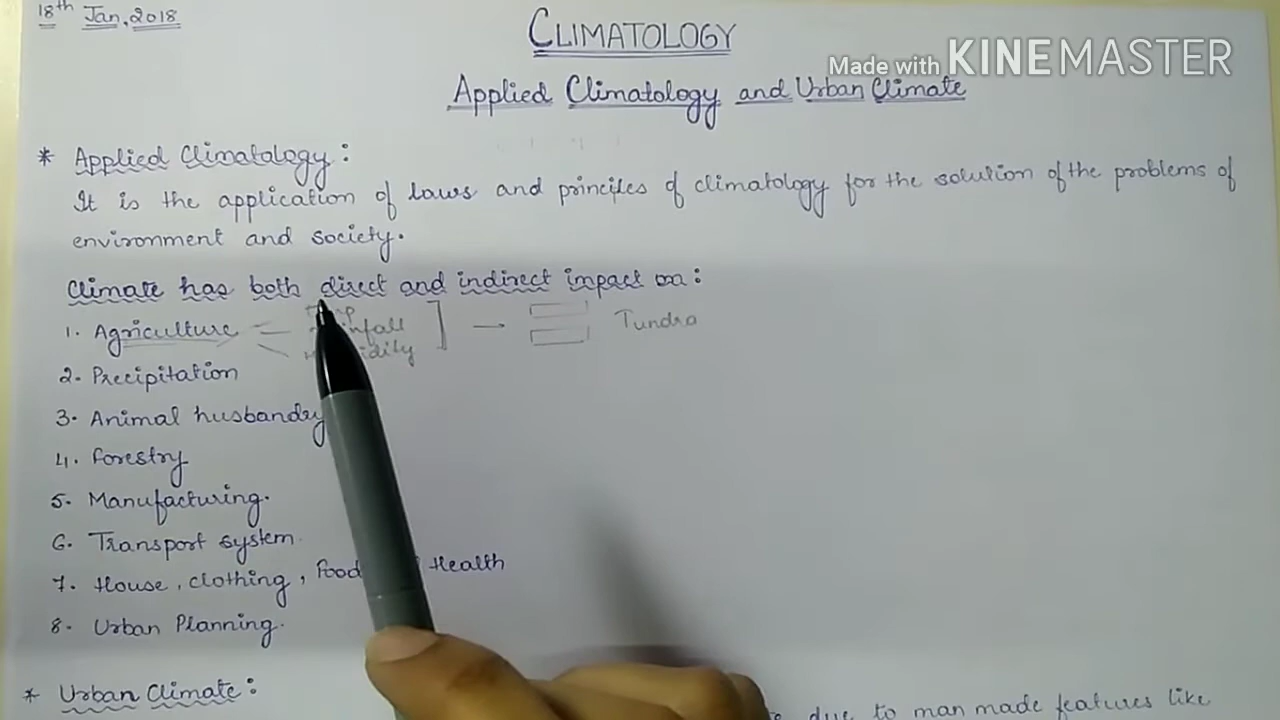 18th Jan, 2018
CLIMATOLOGY
Made with KINEMASTER
Applied Climatology and Urban Climate
* Applied Climatology :
It is the application of laws and principles of climatology for the solution of the problems of
environment and society.
Climate has both direct and indirect impact on :
1. Agriculture
Tundra
2. Precipitation
3. Animal husbandry
4. Forestry
5. Manufacturing.
6. Transport system.
7. House, clothing, Food Health
8. Urban Planning.
* Urban Climate :
due to man made features like